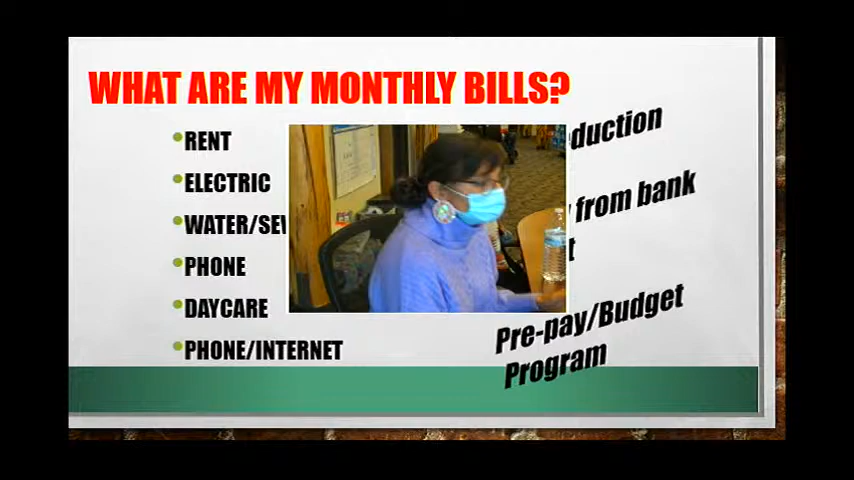 WHAT ARE MY MONTHLY BILLS?
RENT
ELECTRIC
PHONE
DAYCARE
PHONE/INTERNET
from bank
Pre-pay/Budget
Program